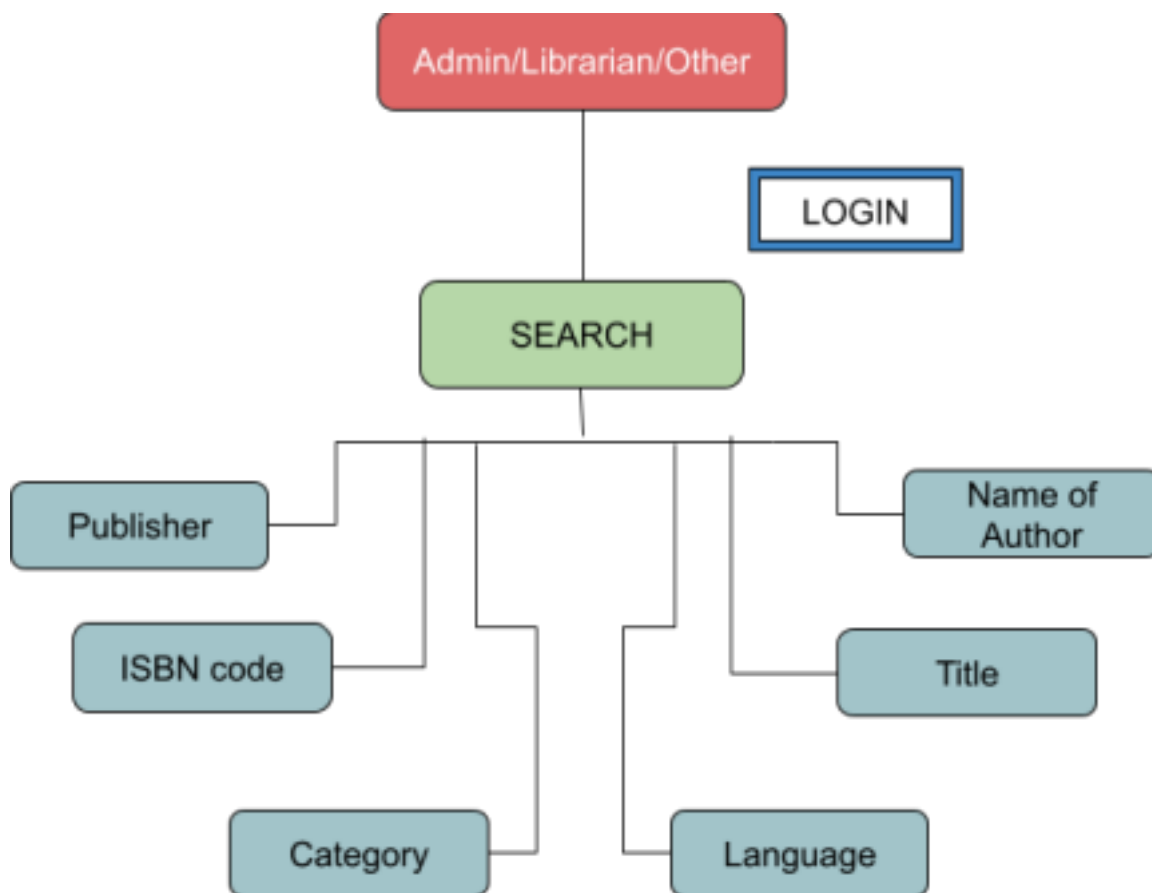 Admin/Librarian/Other
LOGIN
SEARCH
Publisher
Name of
Author
ISBN code
Title
Category
Language